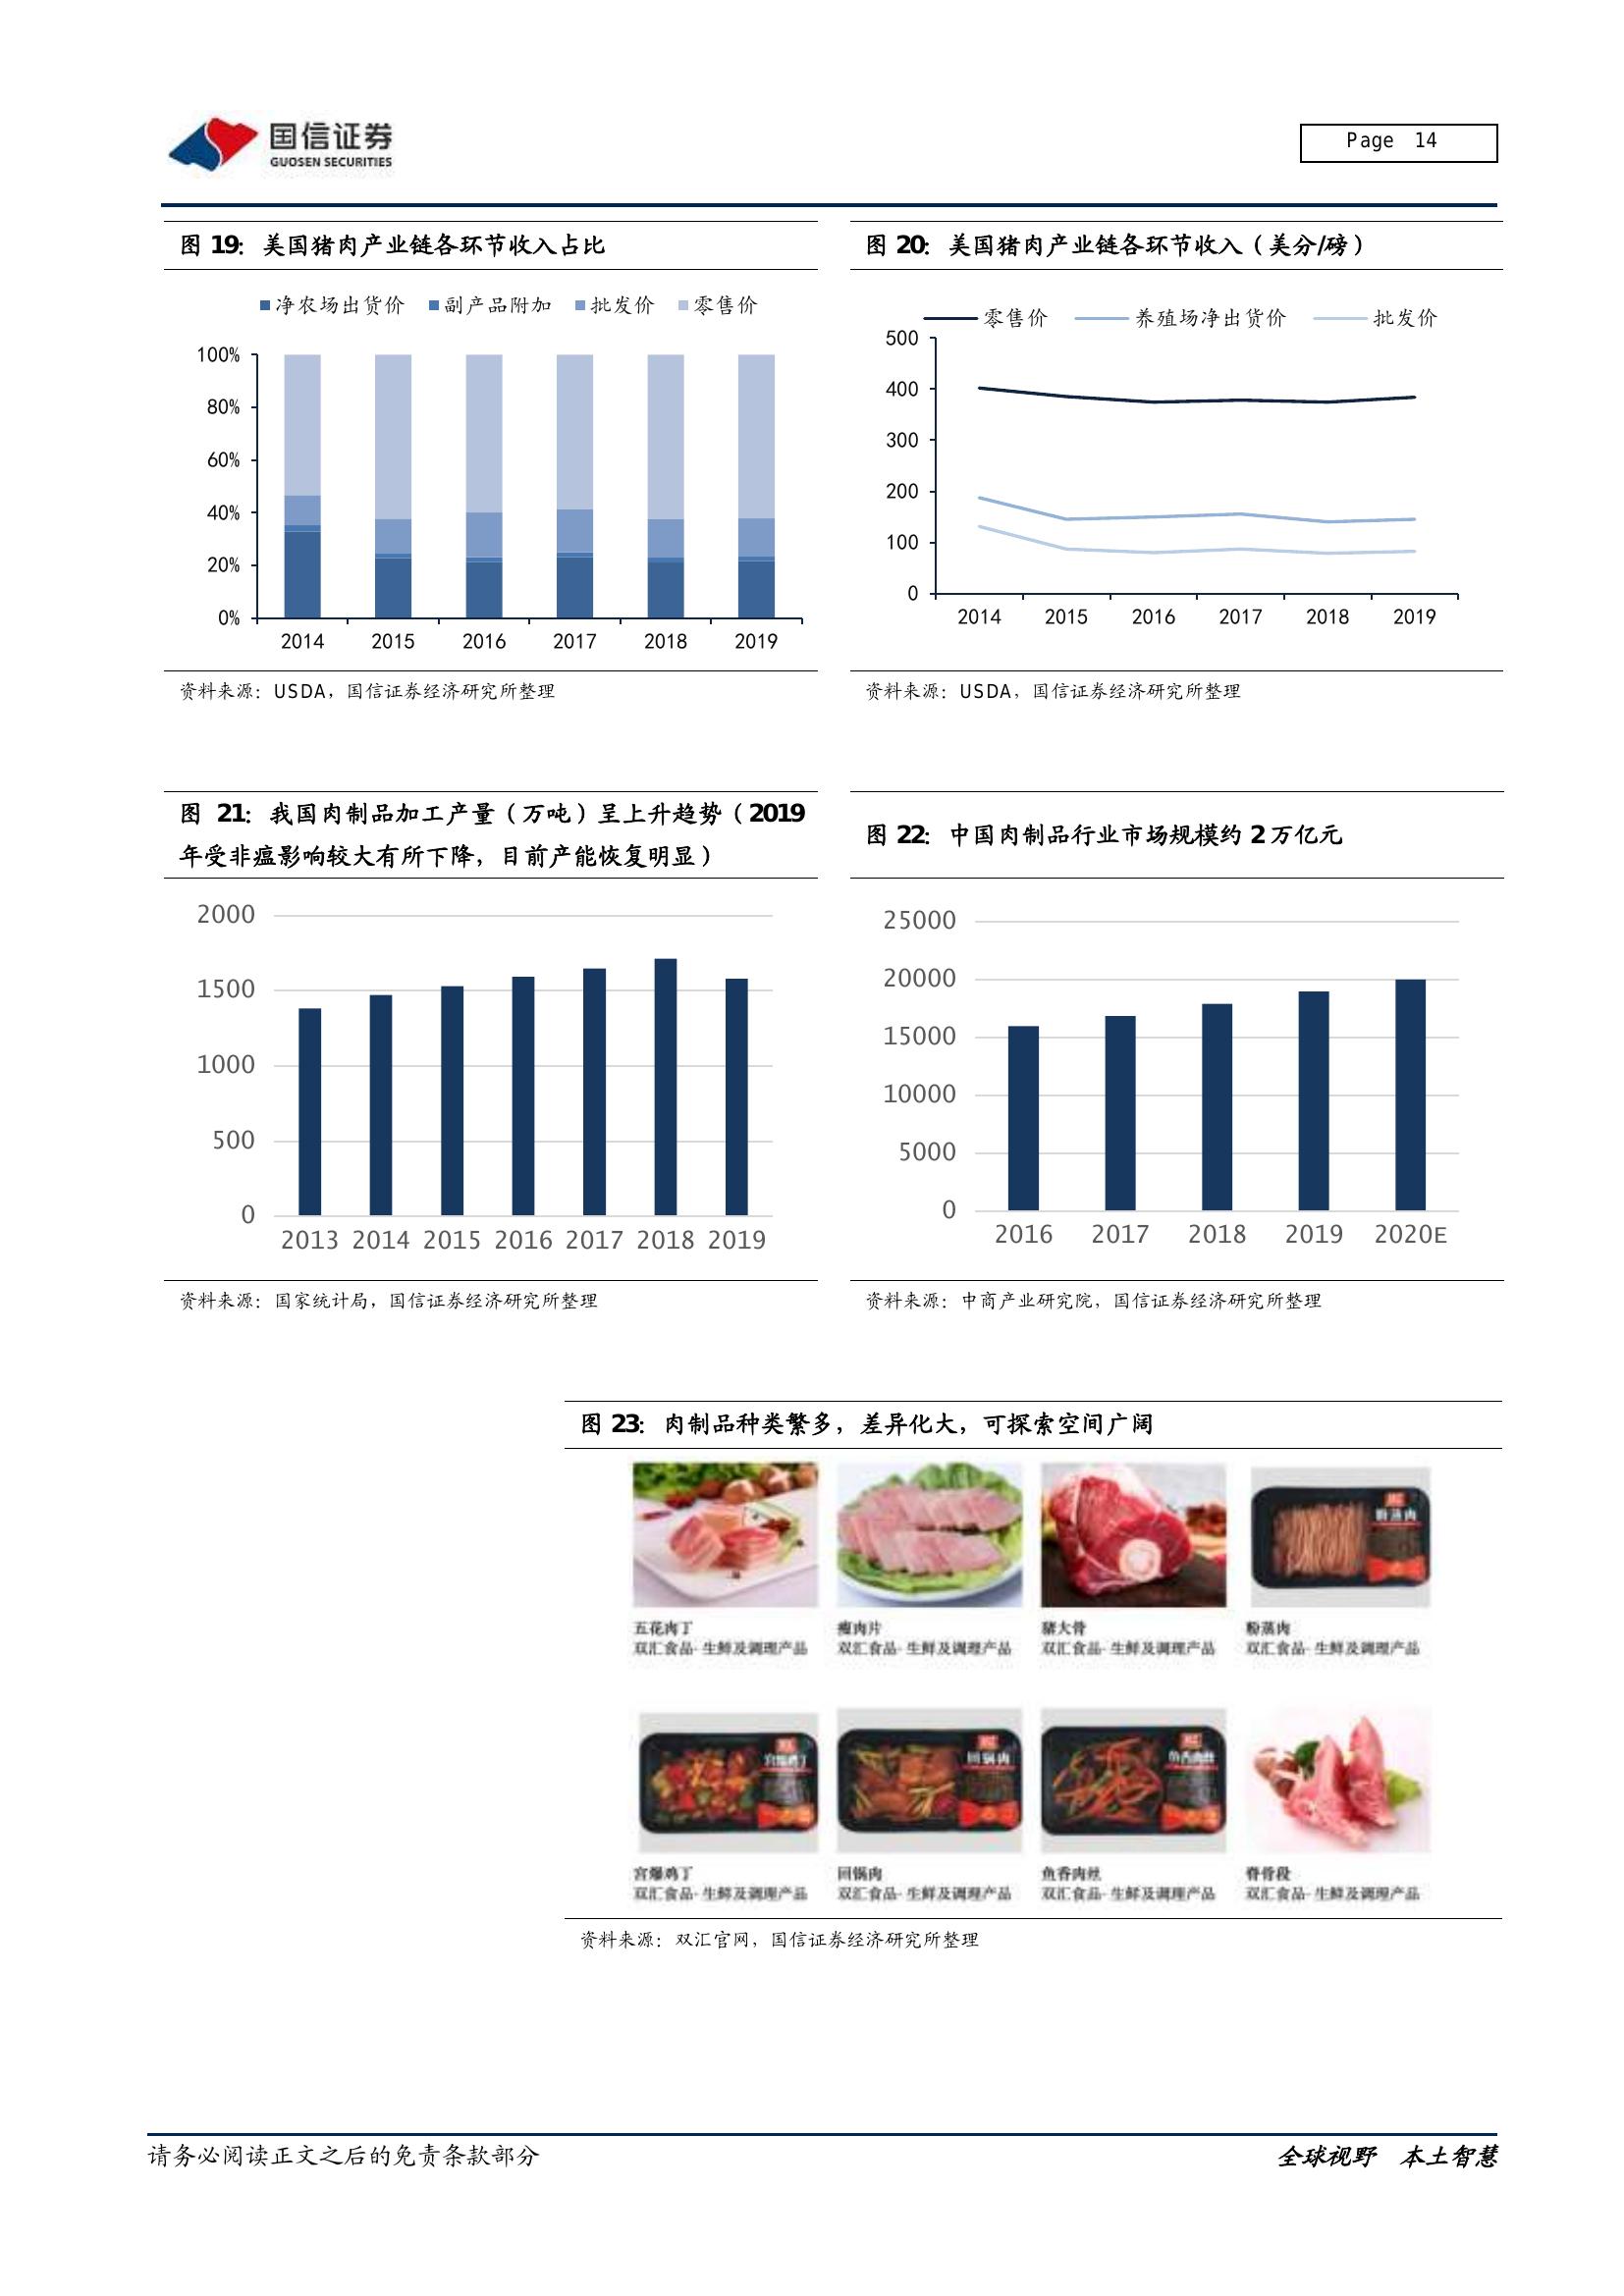 国信证券
GUOSEN SECURITIES
Page 14
图 19：美国猪肉产业链各环节收入占比
净农场出货价 副产品附加 批发价 零售价
100%
80%
60%
40%
20%
0%
2014 2015 2016 2017 2018 2019
资料来源：USDA，国信证券经济研究所整理
图 20：美国猪肉产业链各环节收入（美分/磅）
零售价 养殖场净出货价 批发价
500
400
300
200
100
0
2014 2015 2016 2017 2018 2019
资料来源：USDA，国信证券经济研究所整理
图 21：我国肉制品加工产量（万吨）呈上升趋势（2019
年受非瘟影响较大有所下降，目前产能恢复明显）
2000
1500
1000
500
0
2013 2014 2015 2016 2017 2018 2019
资料来源：国家统计局，国信证券经济研究所整理
图 22：中国肉制品行业市场规模约 2 万亿元
25000
20000
15000
10000
5000
0
2016 2017 2018 2019 2020E
资料来源：中商产业研究院，国信证券经济研究所整理
图 23：肉制品种类繁多，差异化大，可探索空间广阔
粉蒸肉
五花肉丁 瘦肉片 猪大骨 粉蒸肉
双汇食品- 生鲜及调理产品 双汇食品- 生鲜及调理产品 双汇食品- 生鲜及调理产品 双汇食品- 生鲜及调理产品
宫爆鸡丁 回锅肉 鱼香肉丝
宫爆鸡丁 回锅肉 鱼香肉丝 脊骨段
双汇食品- 生鲜及调理产品 双汇食品- 生鲜及调理产品 双汇食品- 生鲜及调理产品 双汇食品- 生鲜及调理产品
资料来源：双汇官网，国信证券经济研究所整理
请务必阅读正文之后的免责条款部分
全球视野 本土智慧